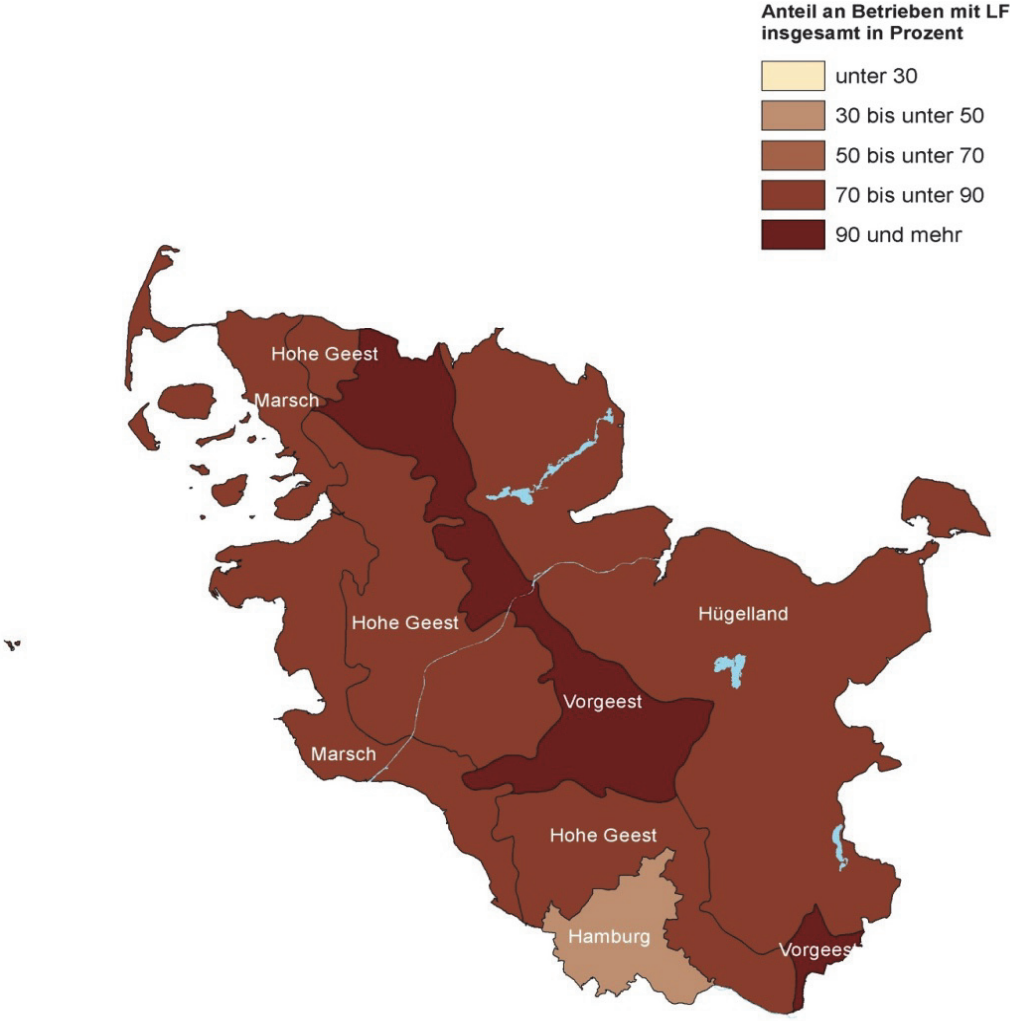 Anteil an Betrieben mit LF
insgesamt in Prozent
unter 30
30 bis unter 50
50 bis unter 70
70 bis unter 90
90 und mehr
Hohe Geest
Marsch
Hohe Geest
Hügelland
Vorgeest
Marsch
Hohe Geest
Hamburg
Vorgees